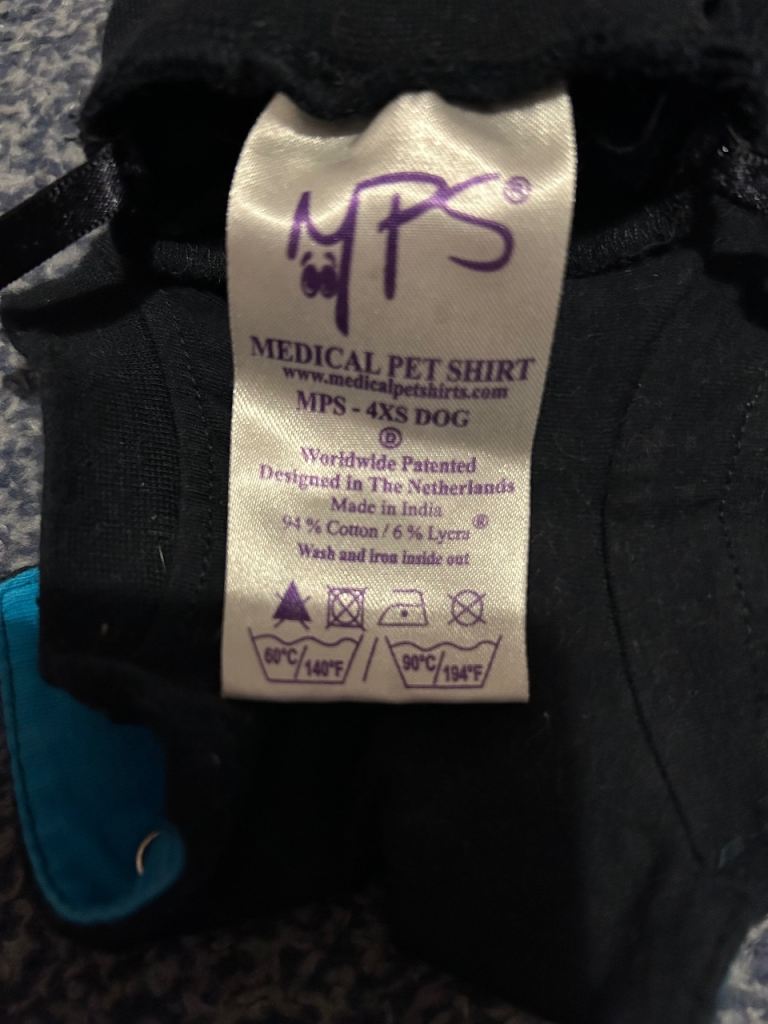 MPS®
MEDICAL PET SHIRT
www.medicalpetshirts.com
MPS - 4XS DOG
Ⓓ
Worldwide Patented
Designed in The Netherlands
Made in India
94 % Cotton / 6 % Lycra®
Wash and iron inside out
60°C/140°F / 90°C/194°F